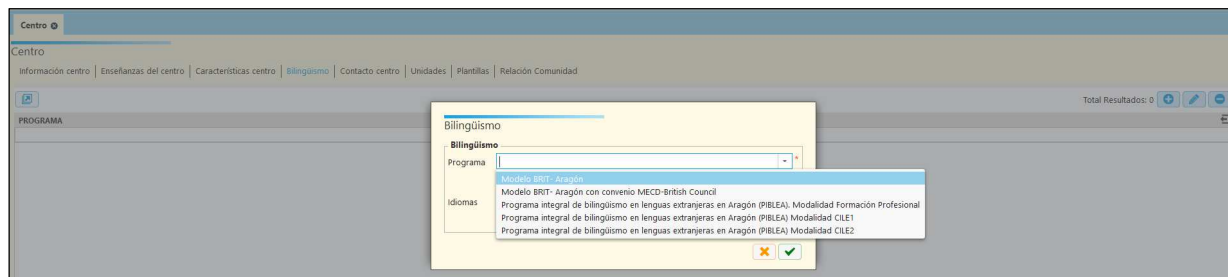 Centro
Centro
Información centro | Enseñanzas del centro | Características centro | Bilingüismo | Contacto centro | Unidades | Plantillas | Relación Comunidad
Total Resultados: 0
PROGRAMA
Bilingüismo
Bilingüismo
Programa *
Modelo BRIT- Aragón
Modelo BRIT- Aragón con convenio MECD-British Council
Idiomas
Programa integral de bilingüismo en lenguas extranjeras en Aragón (PIBLEA). Modalidad Formación Profesional
Programa integral de bilingüismo en lenguas extranjeras en Aragón (PIBLEA) Modalidad CILE1
Programa integral de bilingüismo en lenguas extranjeras en Aragón (PIBLEA) Modalidad CILE2